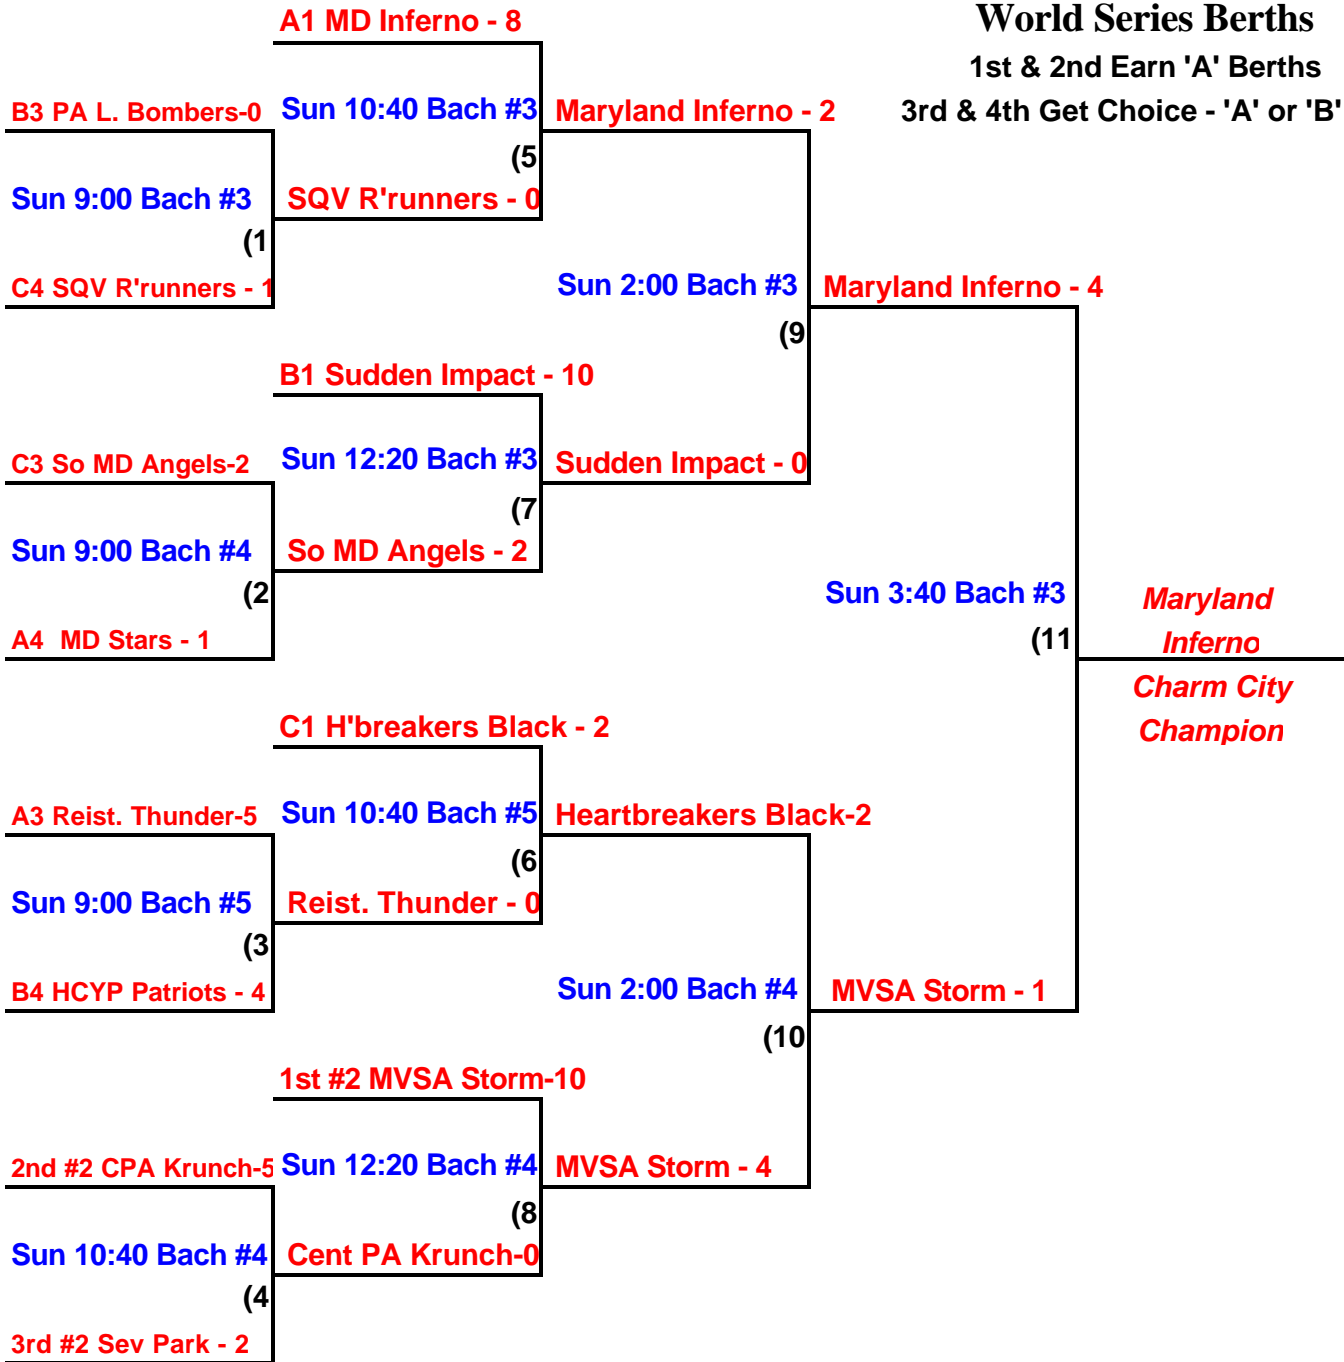 A1 MD Inferno - 8
World Series Berths
1st & 2nd Earn 'A' Berths
3rd & 4th Get Choice - 'A' or 'B'
B3 PA L. Bombers-0
Sun 10:40 Bach #3
Maryland Inferno - 2
(5
Sun 9:00 Bach #3
SQV R'runners - 0
(1
C4 SQV R'runners - 1
Sun 2:00 Bach #3
Maryland Inferno - 4
(9
B1 Sudden Impact - 10
C3 So MD Angels-2
Sun 12:20 Bach #3
Sudden Impact - 0
(7
Sun 9:00 Bach #4
So MD Angels - 2
(2
A4 MD Stars - 1
Sun 3:40 Bach #3
(11
Maryland
Inferno
Charm City
Champion
C1 H'breakers Black - 2
A3 Reist. Thunder-5
Sun 10:40 Bach #5
Heartbreakers Black-2
(6
Sun 9:00 Bach #5
Reist. Thunder - 0
(3
B4 HCYP Patriots - 4
Sun 2:00 Bach #4
MVSA Storm - 1
(10
1st #2 MVSA Storm-10
2nd #2 CPA Krunch-5
Sun 12:20 Bach #4
MVSA Storm - 4
(8
Sun 10:40 Bach #4
Cent PA Krunch-0
(4
3rd #2 Sev Park - 2